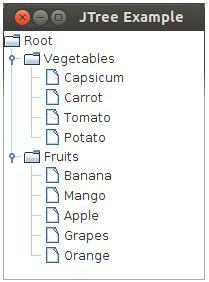 JTree Example
Root
Vegetables
Capsicum
Carrot
Tomato
Potato
Fruits
Banana
Mango
Apple
Grapes
Orange